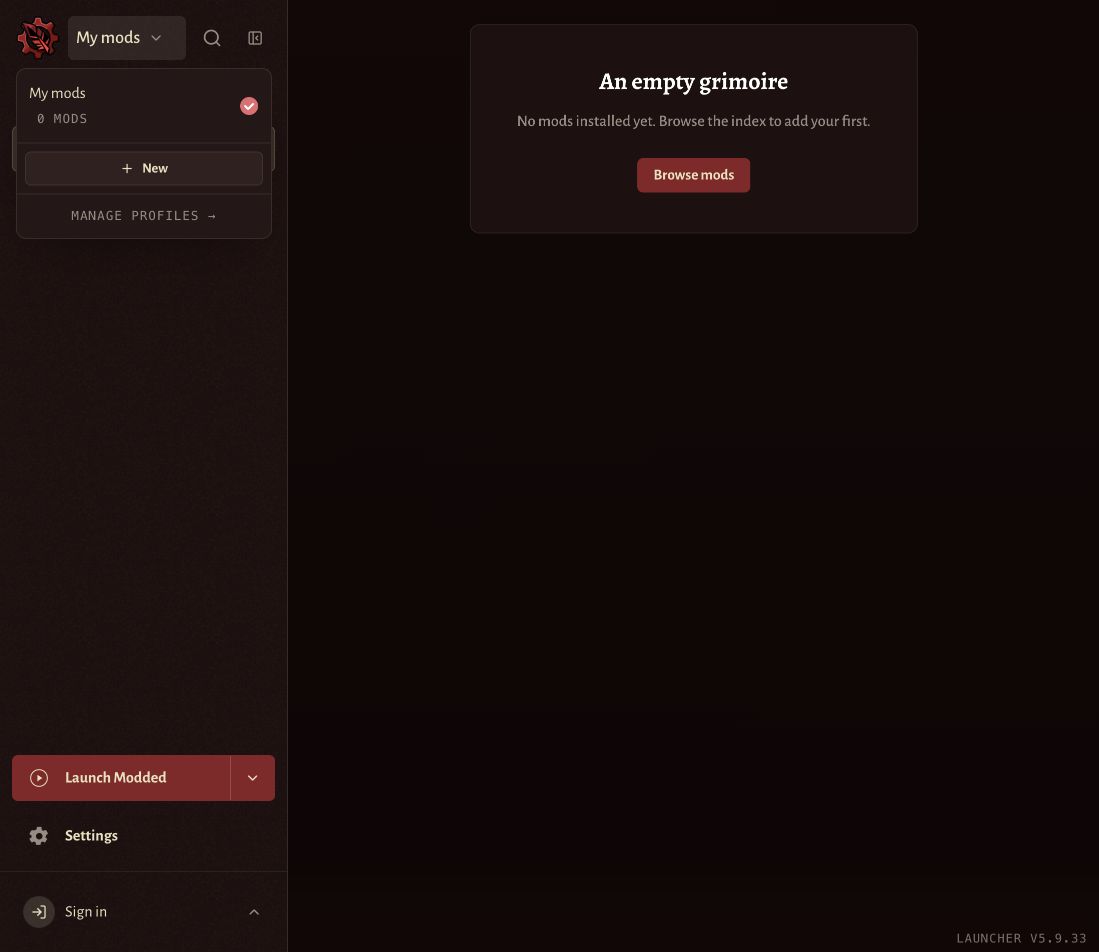 My mods
My mods
0 MODS
+ New
MANAGE PROFILES →
An empty grimoire
No mods installed yet. Browse the index to add your first.
Browse mods
Launch Modded
Settings
Sign in
LAUNCHER V5.9.33